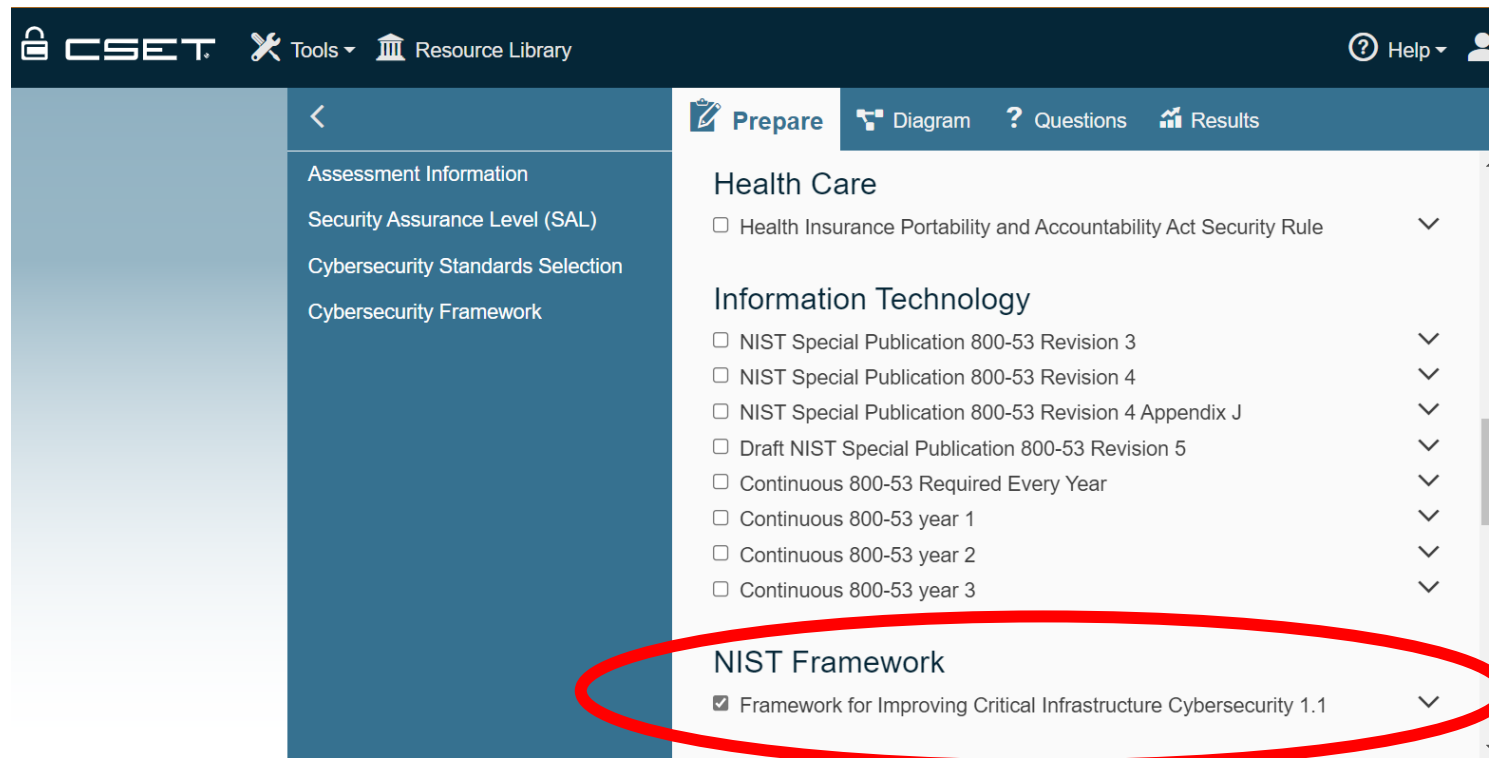 CSET. Tools Resource Library Help
Prepare Diagram ? Questions Results
Assessment Information
Security Assurance Level (SAL)
Cybersecurity Standards Selection
Cybersecurity Framework
Health Care
Health Insurance Portability and Accountability Act Security Rule
Information Technology
NIST Special Publication 800-53 Revision 3
NIST Special Publication 800-53 Revision 4
NIST Special Publication 800-53 Revision 4 Appendix J
Draft NIST Special Publication 800-53 Revision 5
Continuous 800-53 Required Every Year
Continuous 800-53 year 1
Continuous 800-53 year 2
Continuous 800-53 year 3
NIST Framework
Framework for Improving Critical Infrastructure Cybersecurity 1.1